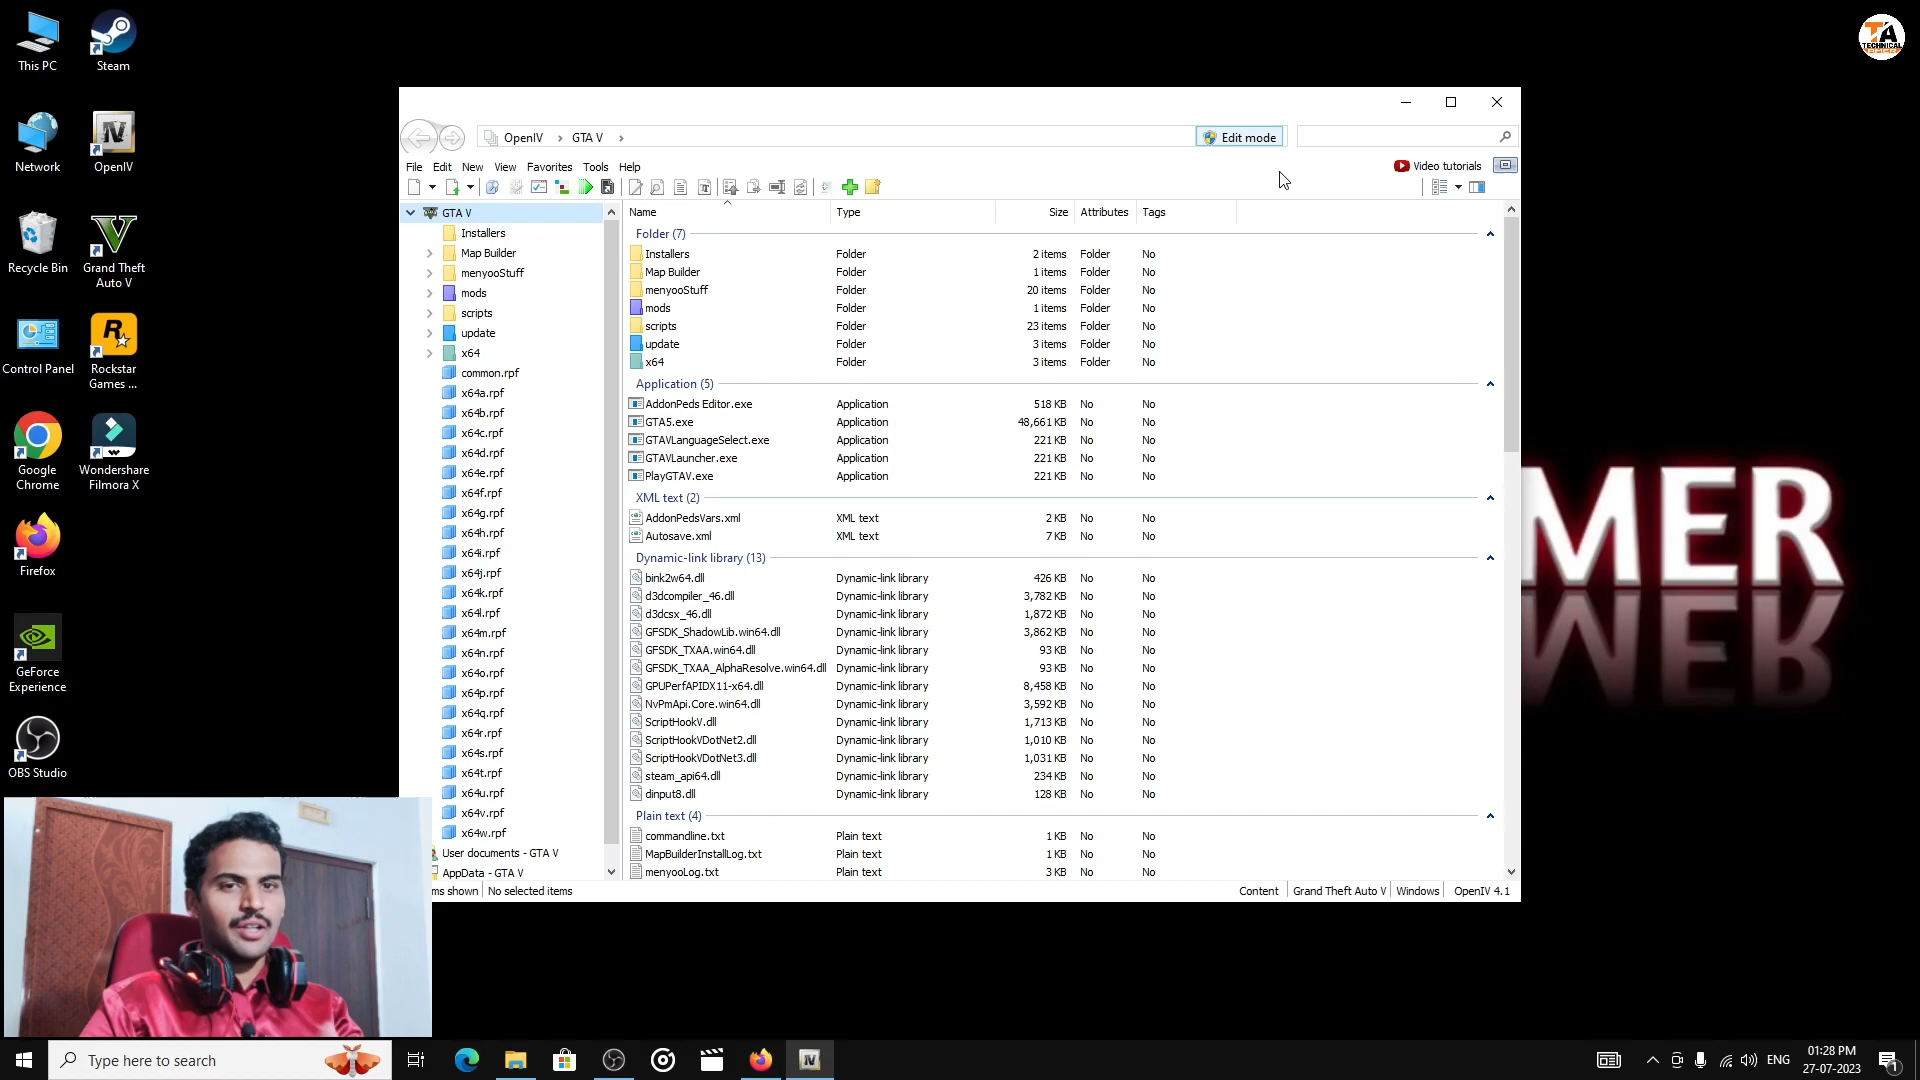 This PC
Steam
Network
OpenIV
Recycle Bin
Grand Theft
Auto V
Control Panel
Rockstar
Games ...
Google
Chrome
Wondershare
Filmora X
Firefox
GeForce
Experience
OBS Studio
TA
TECHNICAL
MER
OpenIV
GTA V
Edit mode
File
Edit
New
View
Favorites
Tools
Help
Video tutorials
GTA V
Installers
Map Builder
menyooStuff
mods
scripts
update
x64
common.rpf
x64a.rpf
x64b.rpf
x64c.rpf
x64d.rpf
x64e.rpf
x64f.rpf
x64g.rpf
x64h.rpf
x64i.rpf
x64j.rpf
x64k.rpf
x64l.rpf
x64m.rpf
x64n.rpf
x64o.rpf
x64p.rpf
x64q.rpf
x64r.rpf
x64s.rpf
x64t.rpf
x64u.rpf
x64v.rpf
x64w.rpf
User documents - GTA V
AppData - GTA V
Name Type Size Attributes Tags
Folder (7)
Installers Folder 2 items Folder No
Map Builder Folder 1 items Folder No
menyooStuff Folder 20 items Folder No
mods Folder 1 items Folder No
scripts Folder 23 items Folder No
update Folder 3 items Folder No
x64 Folder 3 items Folder No
Application (5)
AddonPeds Editor.exe Application 518 KB No No
GTA5.exe Application 48,661 KB No No
GTAVLanguageSelect.exe Application 221 KB No No
GTAVLauncher.exe Application 221 KB No No
PlayGTAV.exe Application 221 KB No No
XML text (2)
AddonPedsVars.xml XML text 2 KB No No
Autosave.xml XML text 7 KB No No
Dynamic-link library (13)
bink2w64.dll Dynamic-link library 426 KB No No
d3dcompiler_46.dll Dynamic-link library 3,782 KB No No
d3dcsx_46.dll Dynamic-link library 1,872 KB No No
GFSDK_ShadowLib.win64.dll Dynamic-link library 3,862 KB No No
GFSDK_TXAA.win64.dll Dynamic-link library 93 KB No No
GFSDK_TXAA_AlphaResolve.win64.dll Dynamic-link library 93 KB No No
GPUPerfAPIDX11-x64.dll Dynamic-link library 8,458 KB No No
NvPmApi.Core.win64.dll Dynamic-link library 3,592 KB No No
ScriptHookV.dll Dynamic-link library 1,713 KB No No
ScriptHookVDotNet2.dll Dynamic-link library 1,010 KB No No
ScriptHookVDotNet3.dll Dynamic-link library 1,031 KB No No
steam_api64.dll Dynamic-link library 234 KB No No
dinput8.dll Dynamic-link library 128 KB No No
Plain text (4)
commandline.txt Plain text 1 KB No No
MapBuilderInstallLog.txt Plain text 1 KB No No
menyooLog.txt Plain text 3 KB No No
ms shown No selected items
Content Grand Theft Auto V Windows OpenIV 4.1
Type here to search
ENG
01:28 PM
27-07-2023
1